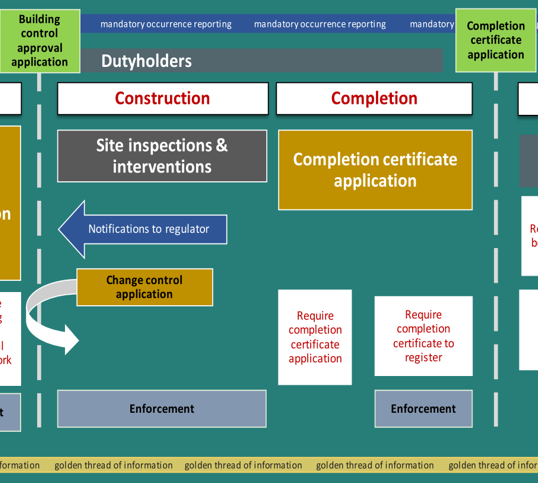 Building
control
approval
application
mandatory occurrence reporting mandatory occurrence reporting mandatory
Completion
certificate
application
Dutyholders
Construction
Completion
Site inspections &
interventions
Completion certificate
application
on
Notifications to regulator
Change control
application
Require
completion
certificate
application
Require
completion
certificate to
register
Enforcement
Enforcement
golden thread of information golden thread of information golden thread of information golden thread of infor